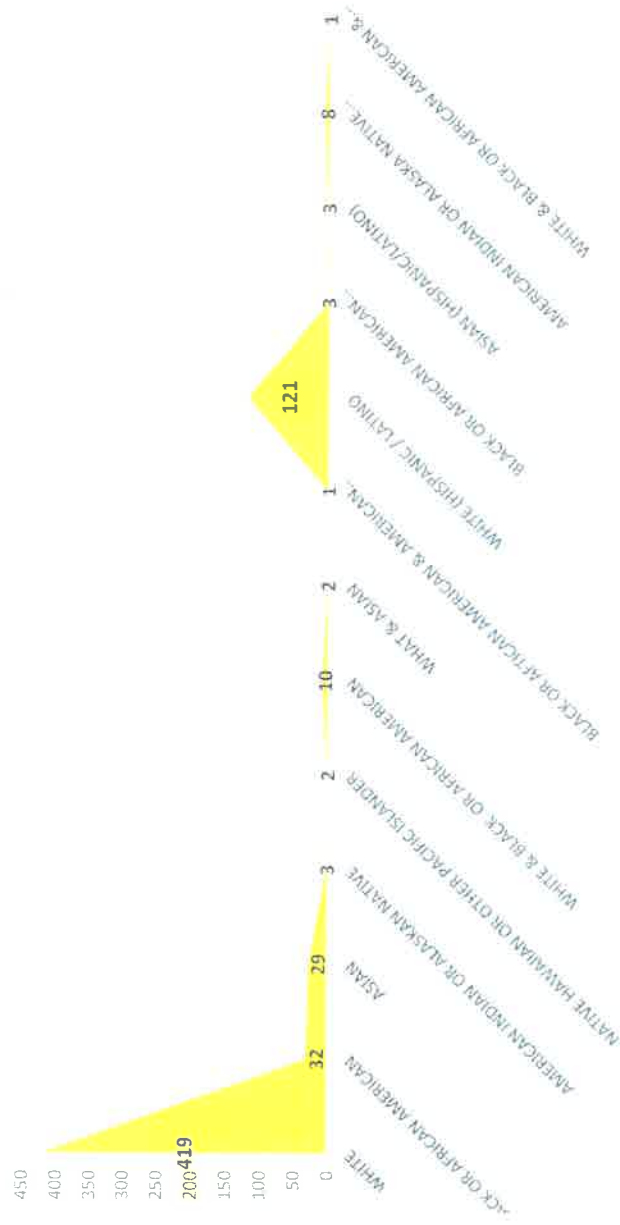 450
400
350
300
250
200
150
100
50
0
419
32
29
3
2
10
2
1
121
3
3
8
1
WHITE
...ACK OR AFRICAN AMERICAN
ASIAN
AMERICAN INDIAN OR ALASKAN NATIVE
NATIVE HAWAIIAN OR OTHER PACIFIC ISLANDER
WHITE & BLACK OR AFRICAN AMERICAN
WHAT & ASIAN
BLACK OR AFTICAN AMERICAN & AMERICAN...
WHITE (HISPANIC / LATINO
BLACK OR AFRICAN AMERICAN...
ASIAN (HISPANIC/LATINO)
AMERICAN INDIAN OR ALASKA NATIVE...
WHITE & BLACK OR AFRICAN AMERICAN &...